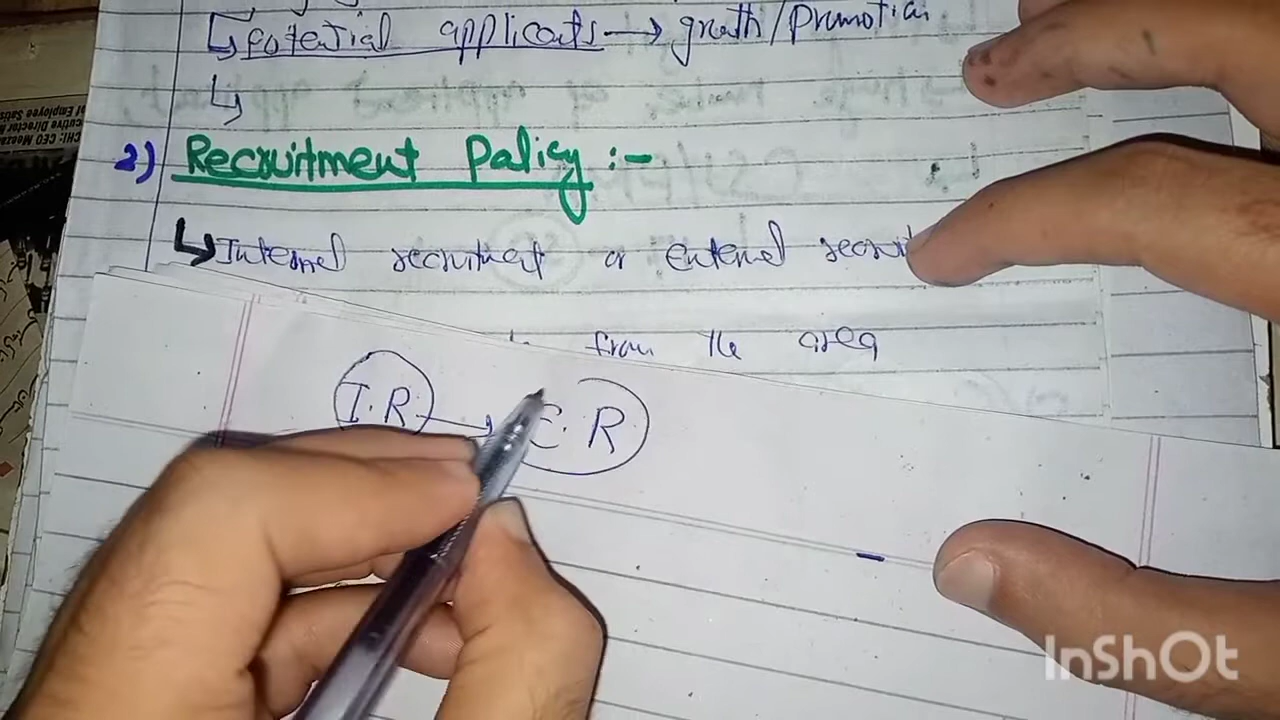 potential applicants → growth/Promotion
2) Recruitment Policy :-
Internal recruitment or external recruit
from the area
I.R → E.R
InShOt